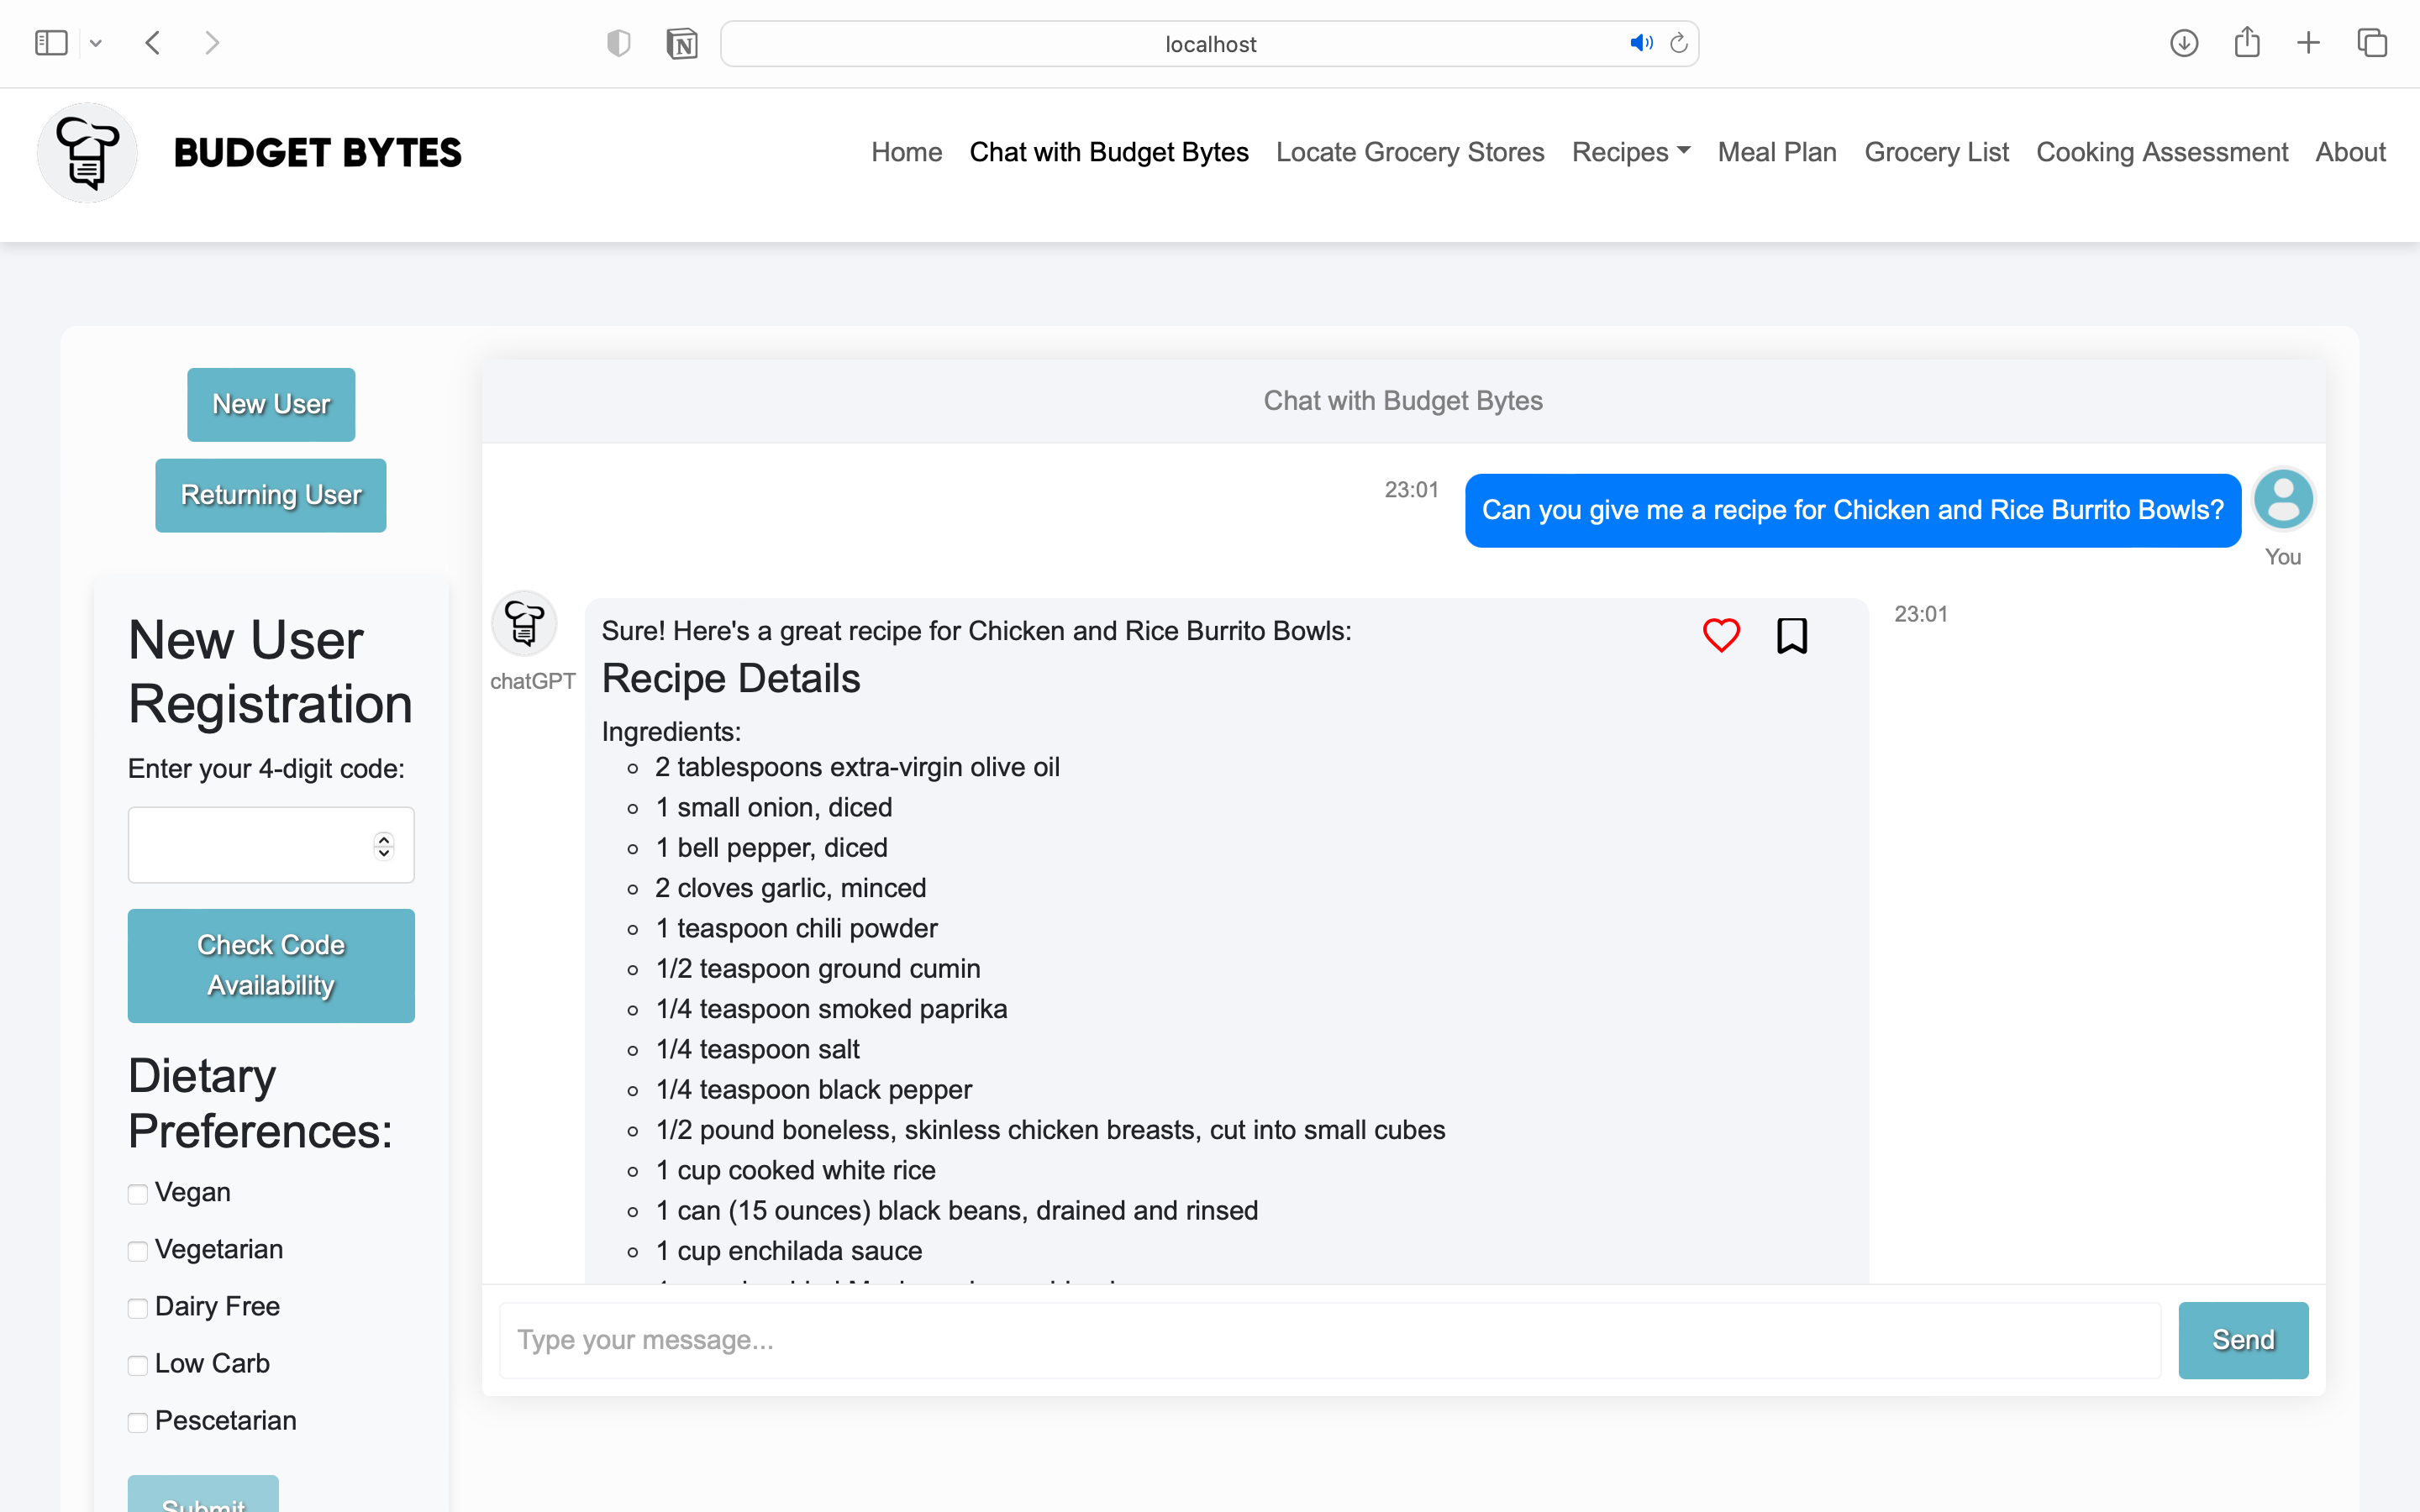 localhost
BUDGET BYTES
Home Chat with Budget Bytes Locate Grocery Stores Recipes Meal Plan Grocery List Cooking Assessment About
New User
Returning User
New User
Registration
Enter your 4-digit code:
Check Code
Availability
Dietary
Preferences:
Vegan
Vegetarian
Dairy Free
Low Carb
Pescetarian
Submit
Chat with Budget Bytes
23:01
Can you give me a recipe for Chicken and Rice Burrito Bowls?
You
chatGPT
Sure! Here's a great recipe for Chicken and Rice Burrito Bowls:
23:01
Recipe Details
Ingredients:
2 tablespoons extra-virgin olive oil
1 small onion, diced
1 bell pepper, diced
2 cloves garlic, minced
1 teaspoon chili powder
1/2 teaspoon ground cumin
1/4 teaspoon smoked paprika
1/4 teaspoon salt
1/4 teaspoon black pepper
1/2 pound boneless, skinless chicken breasts, cut into small cubes
1 cup cooked white rice
1 can (15 ounces) black beans, drained and rinsed
1 cup enchilada sauce
Type your message...
Send